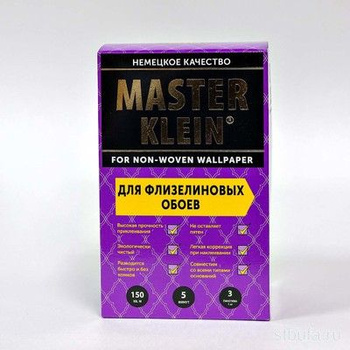 НЕМЕЦКОЕ КАЧЕСТВО
MASTER
KLEIN®
FOR NON-WOVEN WALLPAPER
ДЛЯ ФЛИЗЕЛИНОВЫХ
ОБОЕВ
Высокая прочность
приклеивания
Не оставляет
пятен
Экологически
чистый
Легкая коррекция
при наклеивании
Разводится
быстро и без
комков
Совместим
со всеми типами
оснований
150
5
МИНУТ
3